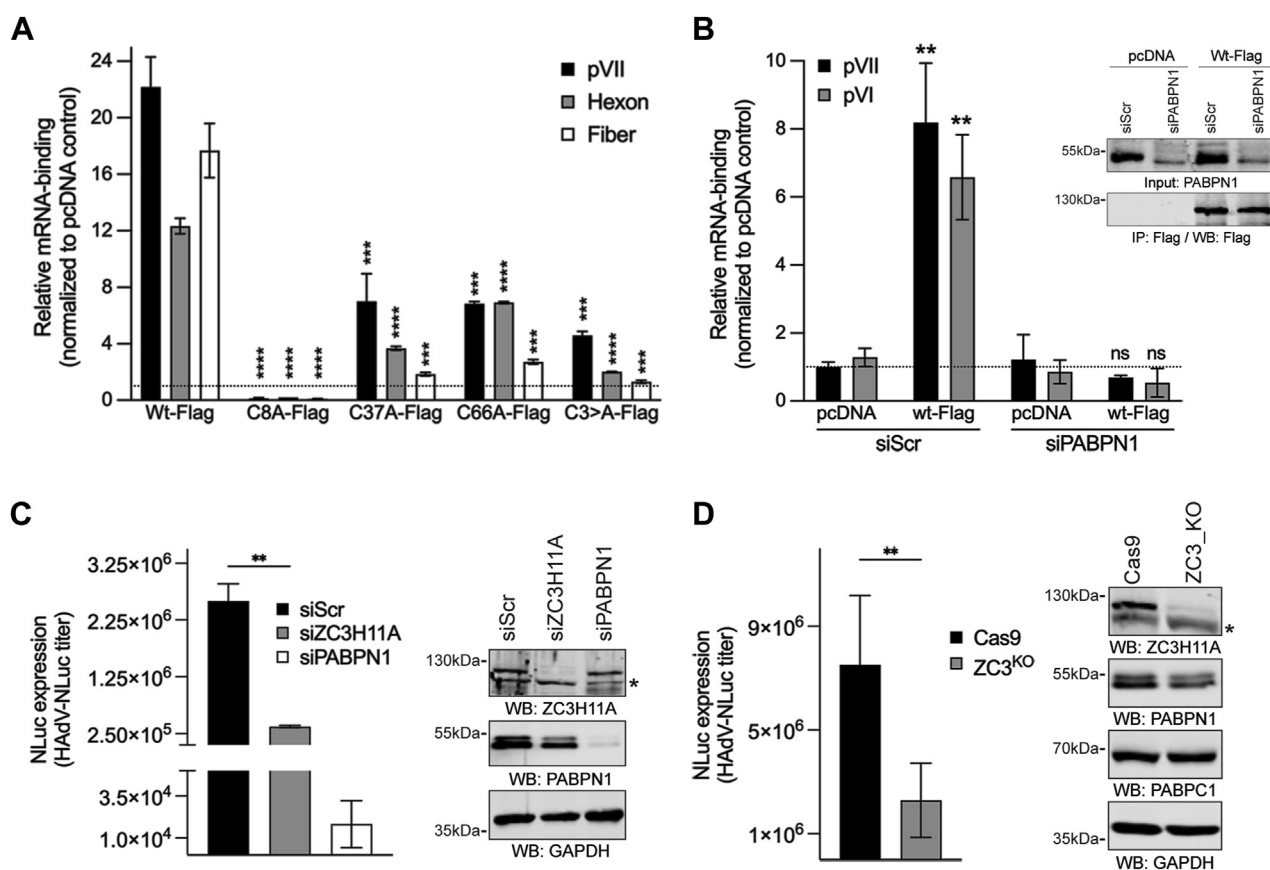 A
Relative mRNA-binding
(normalized to pcDNA control)
24
22
16
12
8
4
0
pVII
Hexon
Fiber
****
****
****
***
****
***
***
****
***
***
****
***
Wt-Flag
C8A-Flag
C37A-Flag
C66A-Flag
C3>A-Flag
B
Relative mRNA-binding
(normalized to pcDNA control)
10
8
6
4
2
0
pVII
pVI
**
**
ns
ns
pcDNA
wt-Flag
pcDNA
wt-Flag
siScr
siPABPN1
pcDNA
Wt-Flag
siScr
siPABPN1
siScr
siPABPN1
55kDa-
Input: PABPN1
130kDa-
IP: Flag / WB: Flag
C
NLuc expression
(HAdV-NLuc titer)
3.25×10⁶
2.25×10⁶
1.25×10⁶
2.50×10⁵
3.5×10⁴
1.0×10⁴
**
siScr
siZC3H11A
siPABPN1
siScr
siZC3H11A
siPABPN1
130kDa-
*
WB: ZC3H11A
55kDa-
WB: PABPN1
35kDa-
WB: GAPDH
D
NLuc expression
(HAdV-NLuc titer)
9×10⁶
5×10⁶
1×10⁶
**
Cas9
ZC3ᴷᴼ
Cas9
ZC3_KO
130kDa-
*
WB: ZC3H11A
55kDa-
WB: PABPN1
70kDa-
WB: PABPC1
35kDa-
WB: GAPDH